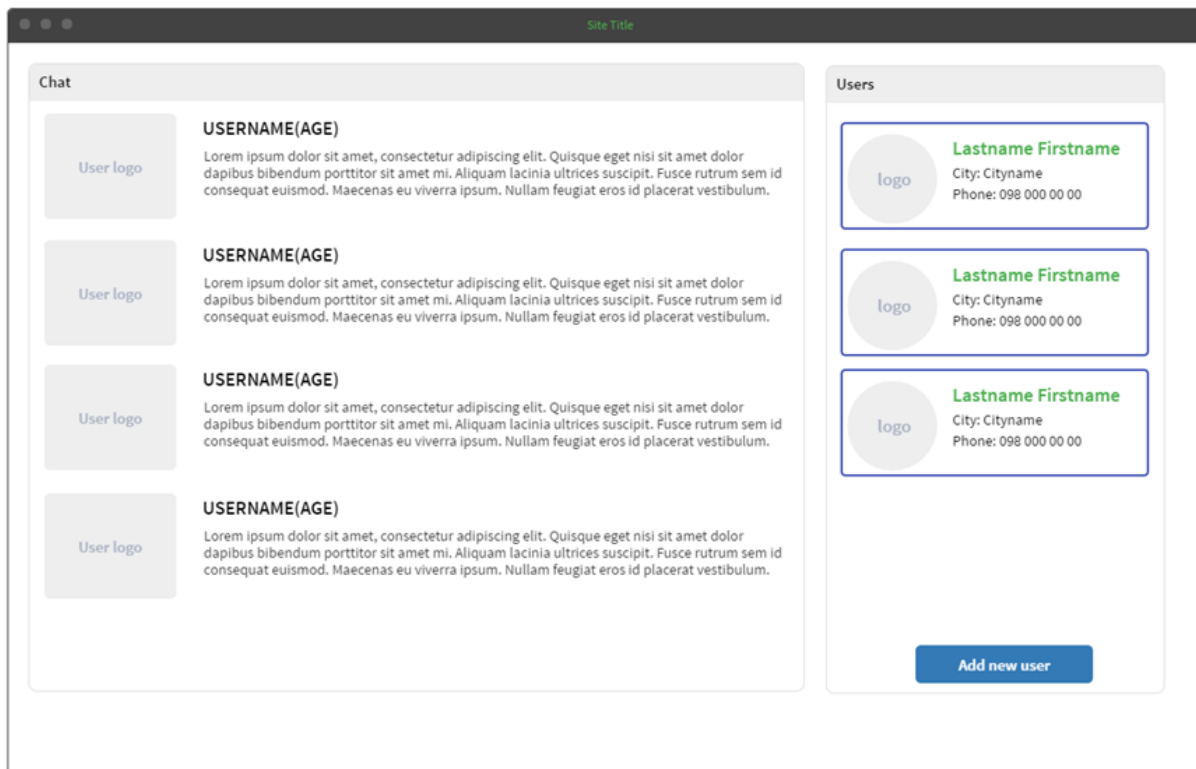 Site Title
Chat
User logo
USERNAME(AGE)
Lorem ipsum dolor sit amet, consectetur adipiscing elit. Quisque eget nisi sit amet dolor
dapibus bibendum porttitor sit amet mi. Aliquam lacinia ultrices suscipit. Fusce rutrum sem id
consequat euismod. Maecenas eu viverra ipsum. Nullam feugiat eros id placerat vestibulum.
User logo
USERNAME(AGE)
Lorem ipsum dolor sit amet, consectetur adipiscing elit. Quisque eget nisi sit amet dolor
dapibus bibendum porttitor sit amet mi. Aliquam lacinia ultrices suscipit. Fusce rutrum sem id
consequat euismod. Maecenas eu viverra ipsum. Nullam feugiat eros id placerat vestibulum.
User logo
USERNAME(AGE)
Lorem ipsum dolor sit amet, consectetur adipiscing elit. Quisque eget nisi sit amet dolor
dapibus bibendum porttitor sit amet mi. Aliquam lacinia ultrices suscipit. Fusce rutrum sem id
consequat euismod. Maecenas eu viverra ipsum. Nullam feugiat eros id placerat vestibulum.
User logo
USERNAME(AGE)
Lorem ipsum dolor sit amet, consectetur adipiscing elit. Quisque eget nisi sit amet dolor
dapibus bibendum porttitor sit amet mi. Aliquam lacinia ultrices suscipit. Fusce rutrum sem id
consequat euismod. Maecenas eu viverra ipsum. Nullam feugiat eros id placerat vestibulum.
Users
logo
Lastname Firstname
City: Cityname
Phone: 098 000 00 00
logo
Lastname Firstname
City: Cityname
Phone: 098 000 00 00
logo
Lastname Firstname
City: Cityname
Phone: 098 000 00 00
Add new user